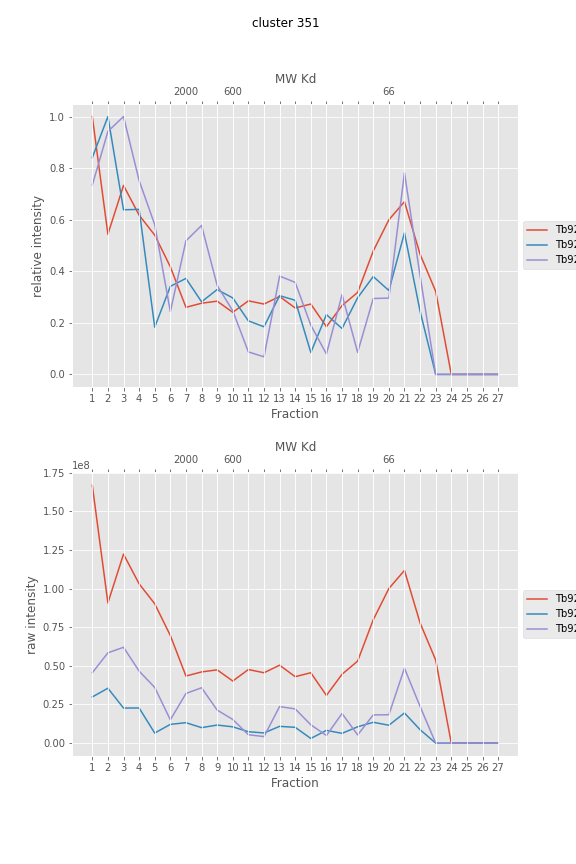 cluster 351
MW Kd
2000 600 66
1.0
0.8
0.6
0.4
0.2
0.0
relative intensity
Tb92
Tb92
Tb92
1 2 3 4 5 6 7 8 9 10 11 12 13 14 15 16 17 18 19 20 21 22 23 24 25 26 27
Fraction
MW Kd
2000 600 66
1e8
1.75
1.50
1.25
1.00
0.75
0.50
0.25
0.00
raw intensity
Tb92
Tb92
Tb92
1 2 3 4 5 6 7 8 9 10 11 12 13 14 15 16 17 18 19 20 21 22 23 24 25 26 27
Fraction